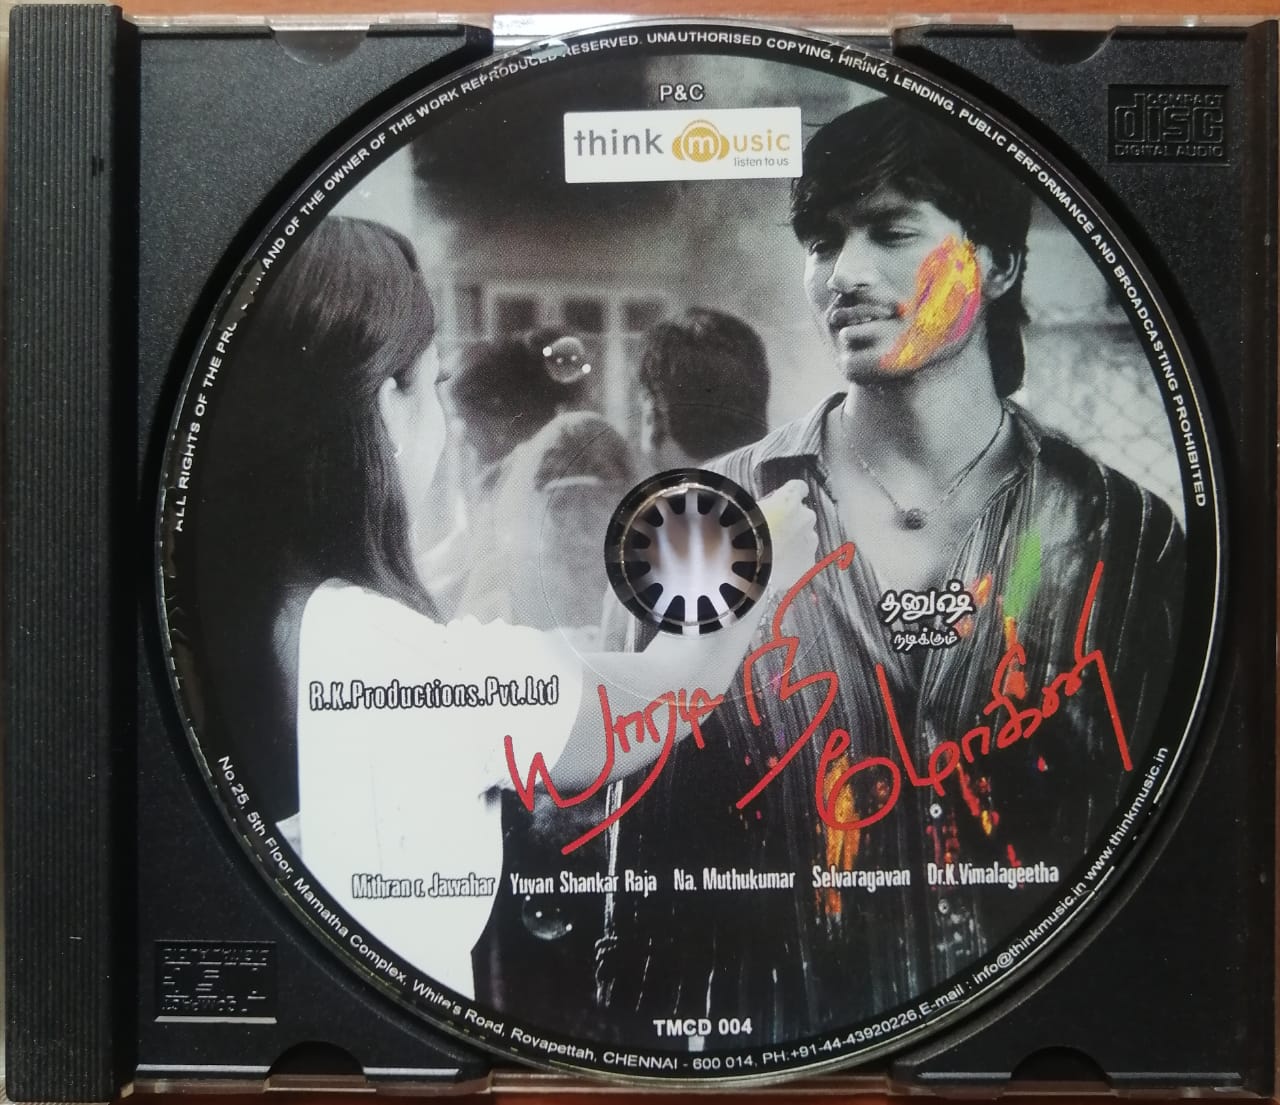 ALL RIGHTS OF THE PRO AND OF THE OWNER OF THE WORK REPRODUCED RESERVED. UNAUTHORISED COPYING, HIRING, LENDING, PUBLIC PERFORMANCE AND BROADCASTING PROHIBITED
P&C
think music
listen to us
COMPACT
disc
DIGITAL AUDIO
தனுஷ்
நடிக்கும்
R.K.Productions.Pvt.Ltd
யாரடி நீ மோகினி
Mithran r. Jawahar Yuvan Shankar Raja Na. Muthukumar Selvaragavan Dr.K.Vimalageetha
TMCD 004
No.25, 5th Floor, Mamatha Complex, White's Road, Royapettah, CHENNAI - 600 014, PH:+91-44-43920226,E-mail : info@thinkmusic.in www.thinkmusic.in